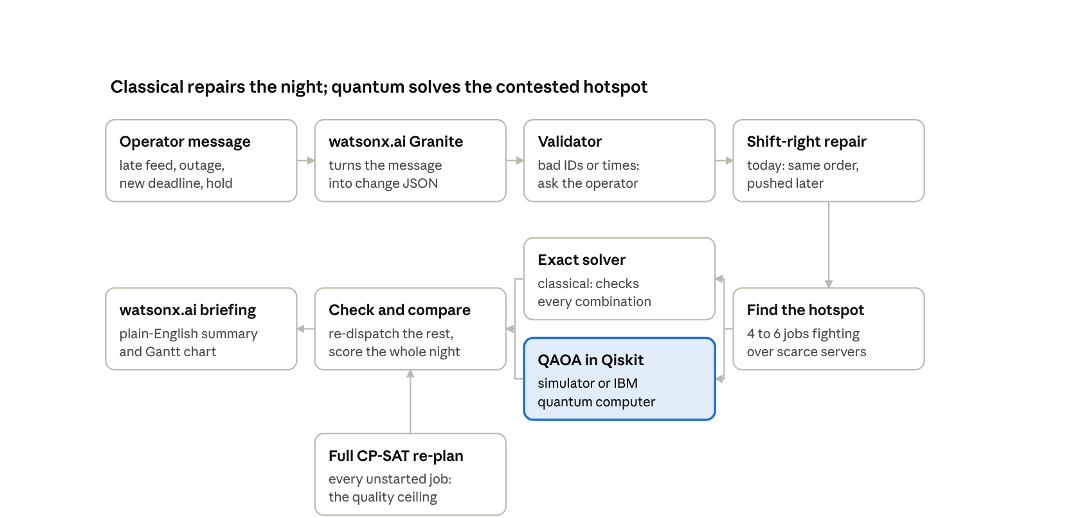 Classical repairs the night; quantum solves the contested hotspot
Operator message
late feed, outage,
new deadline, hold
watsonx.ai Granite
turns the message
into change JSON
Validator
bad IDs or times:
ask the operator
Shift-right repair
today: same order,
pushed later
Exact solver
classical: checks
every combination
watsonx.ai briefing
plain-English summary
and Gantt chart
Check and compare
re-dispatch the rest,
score the whole night
Find the hotspot
4 to 6 jobs fighting
over scarce servers
QAOA in Qiskit
simulator or IBM
quantum computer
Full CP-SAT re-plan
every unstarted job:
the quality ceiling